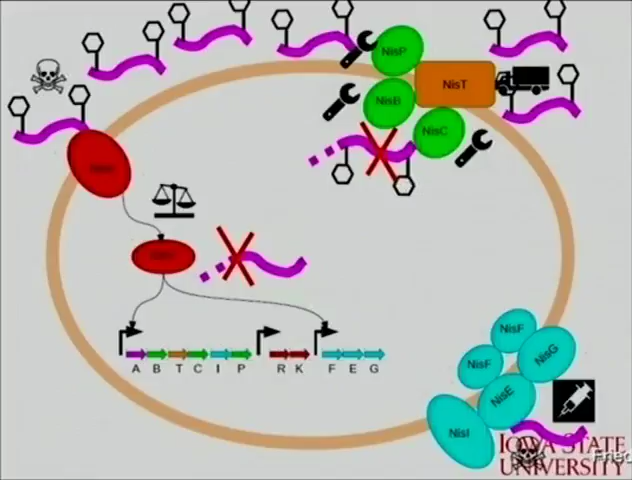 NisP
NisT
NisB
NisC
A B T C I P R K F E G
NisF
NisG
NisF
NisE
NisI
IOWA STATE
UNIVERSITY